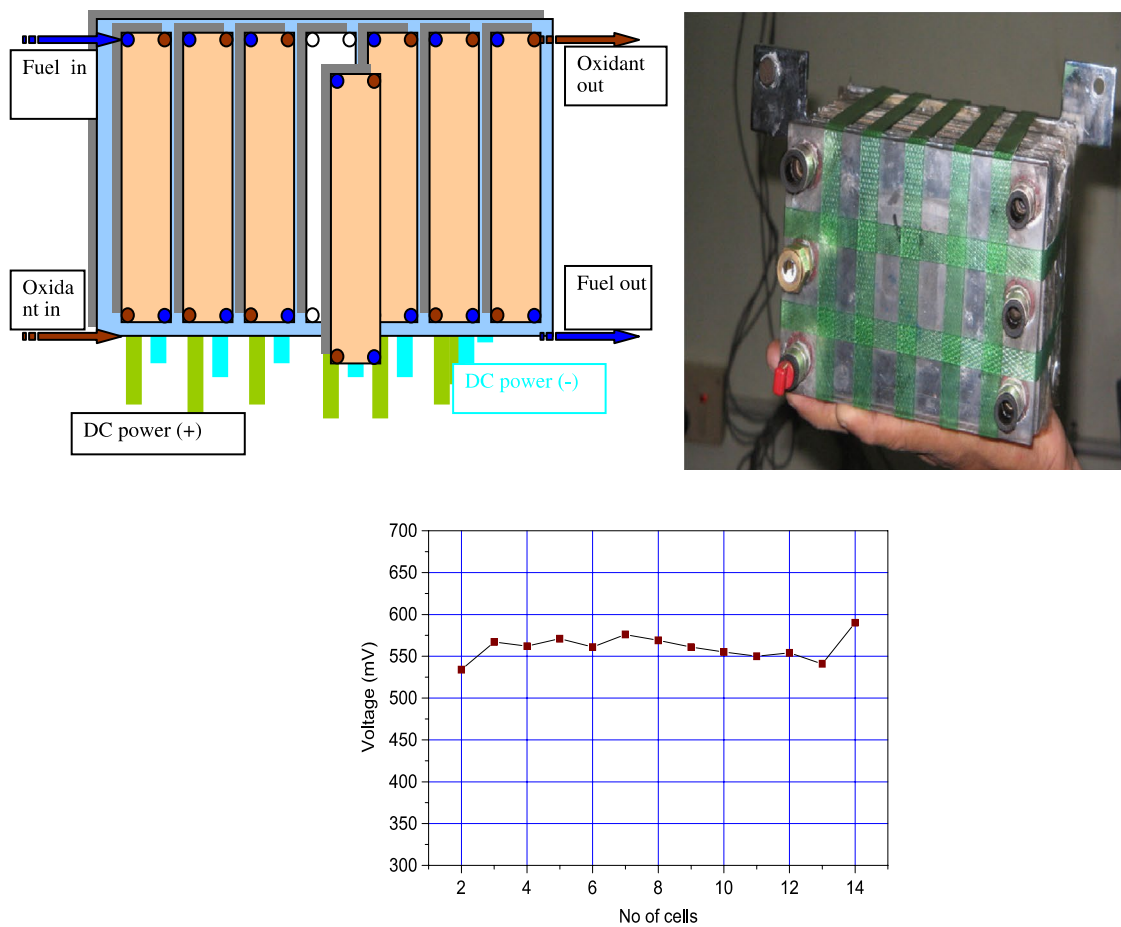 Fuel in
Oxidant
out
Oxida
nt in
Fuel out
DC power (-)
DC power (+)
700
650
600
550
500
450
400
350
300
Voltage (mV)
2 4 6 8 10 12 14
No of cells